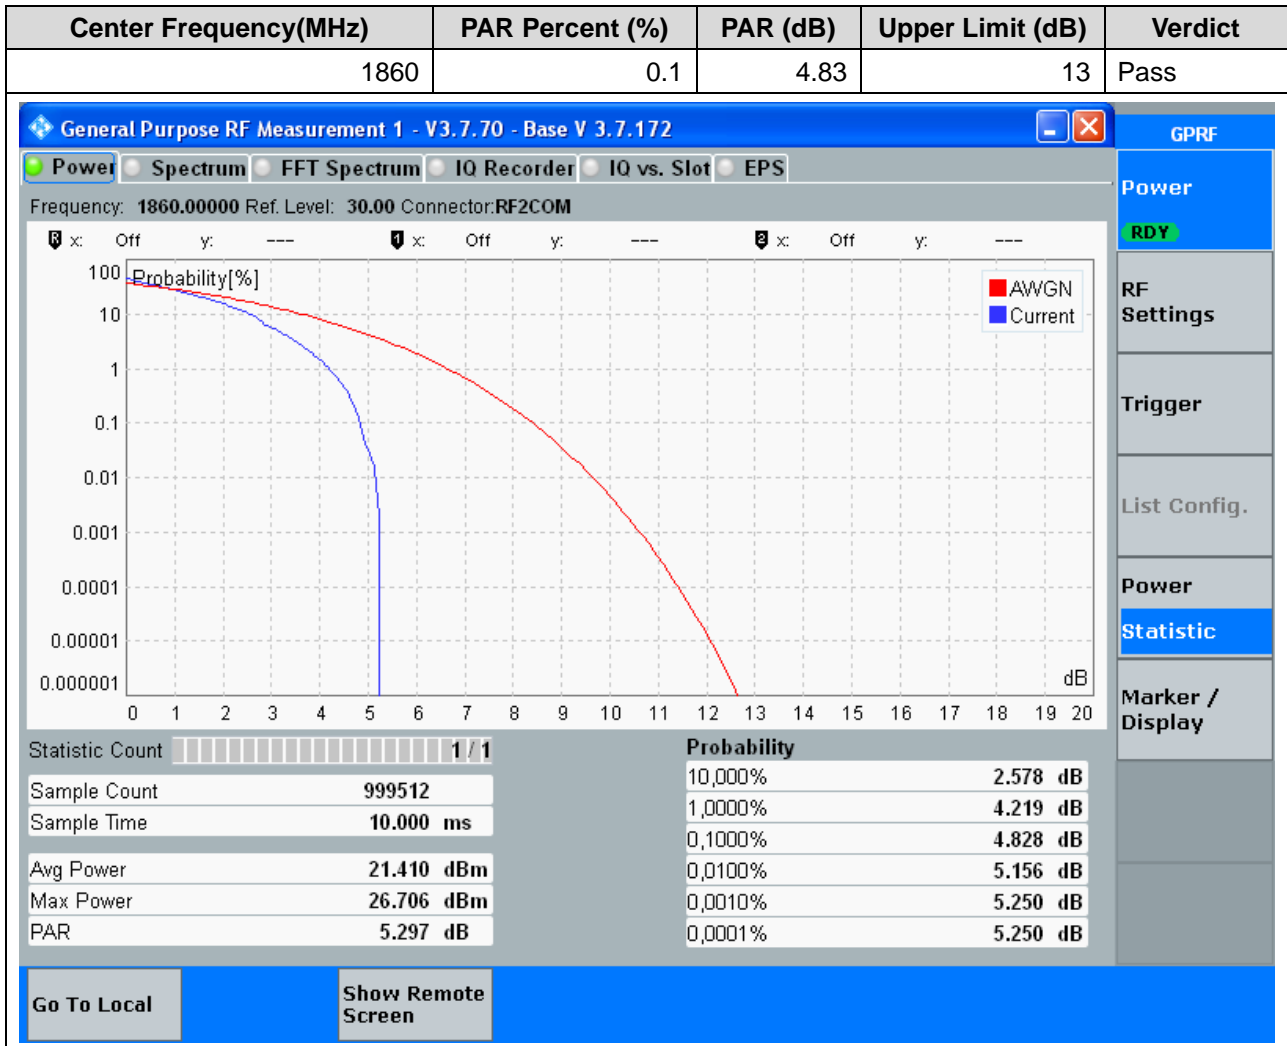 Center Frequency(MHz) PAR Percent (%) PAR (dB) Upper Limit (dB) Verdict
1860 0.1 4.83 13 Pass
General Purpose RF Measurement 1 - V3.7.70 - Base V 3.7.172
GPRF
Power Spectrum FFT Spectrum IQ Recorder IQ vs. Slot EPS
Frequency: 1860.00000 Ref. Level: 30.00 Connector:RF2COM
R x: Off y: --- 1 x: Off y: --- 2 x: Off y: ---
Probability[%]
AWGN
Current
100
10
1
0.1
0.01
0.001
0.0001
0.00001
0.000001
dB
0 1 2 3 4 5 6 7 8 9 10 11 12 13 14 15 16 17 18 19 20
Statistic Count 1 / 1
Sample Count 999512
Sample Time 10.000 ms
Avg Power 21.410 dBm
Max Power 26.706 dBm
PAR 5.297 dB
Probability
10,000% 2.578 dB
1,0000% 4.219 dB
0,1000% 4.828 dB
0,0100% 5.156 dB
0,0010% 5.250 dB
0,0001% 5.250 dB
Power
RDY
RF
Settings
Trigger
List Config.
Power
Statistic
Marker /
Display
Go To Local
Show Remote
Screen